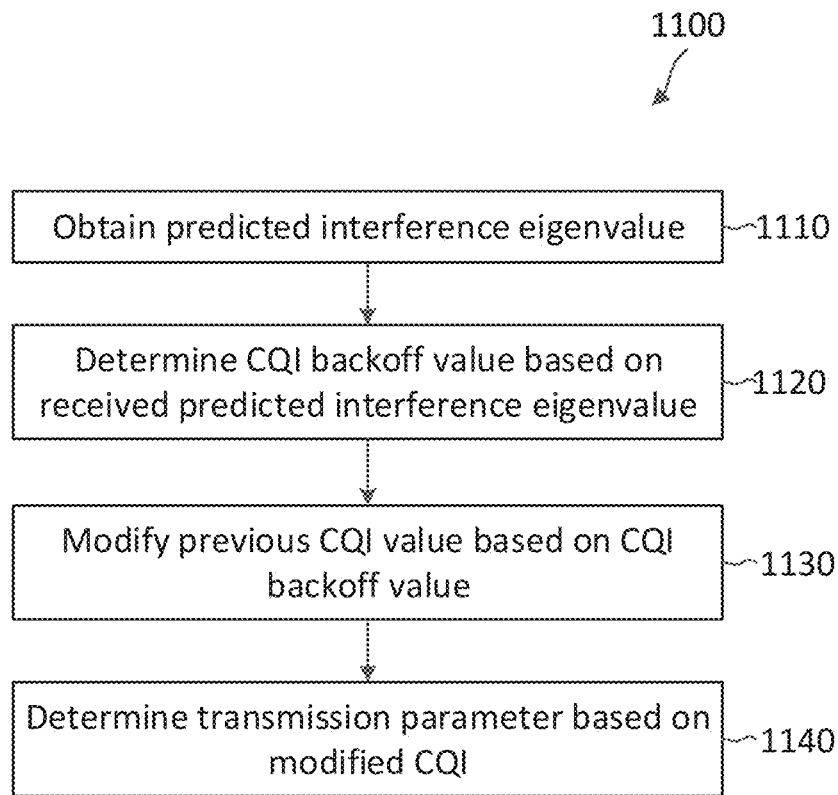 1100
Obtain predicted interference eigenvalue
1110
Determine CQI backoff value based on
received predicted interference eigenvalue
1120
Modify previous CQI value based on CQI
backoff value
1130
Determine transmission parameter based on
modified CQI
1140